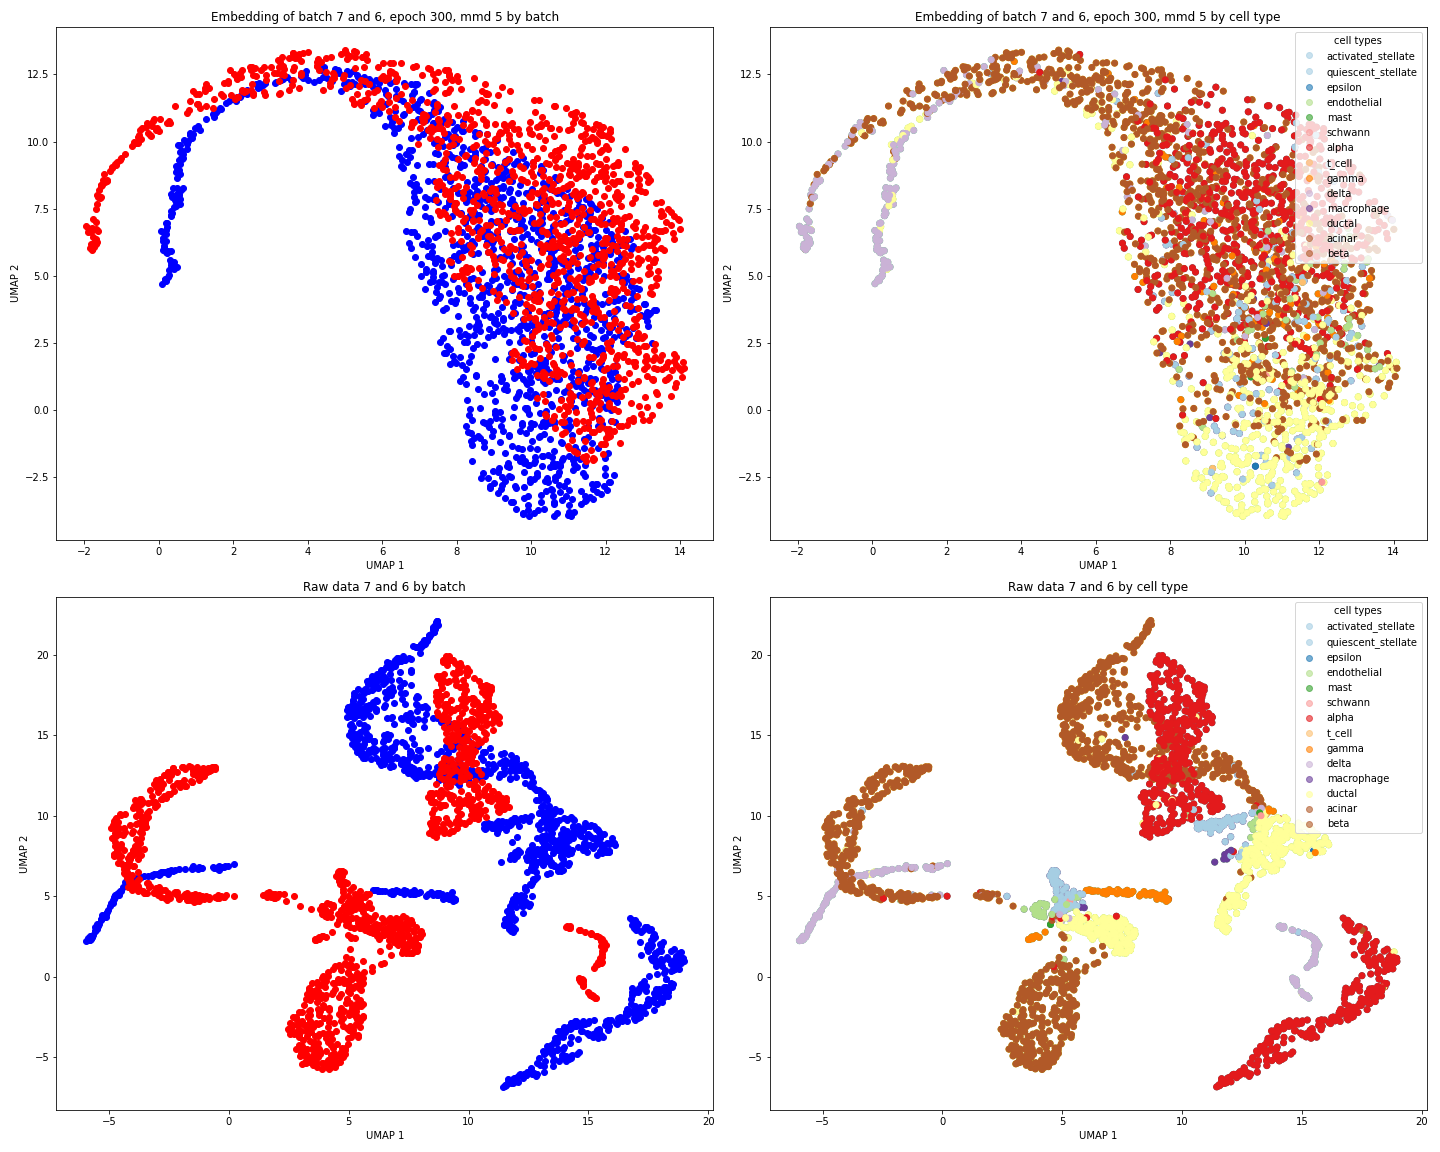 Embedding of batch 7 and 6, epoch 300, mmd 5 by batch
12.5
10.0
7.5
5.0
2.5
0.0
−2.5
UMAP 2
−2
0
2
4
6
8
10
12
14
UMAP 1
Embedding of batch 7 and 6, epoch 300, mmd 5 by cell type
12.5
10.0
7.5
5.0
2.5
0.0
−2.5
UMAP 2
cell types
activated_stellate
quiescent_stellate
epsilon
endothelial
mast
schwann
alpha
t_cell
gamma
delta
macrophage
ductal
acinar
beta
−2
0
2
4
6
8
10
12
14
UMAP 1
Raw data 7 and 6 by batch
20
15
10
5
0
−5
UMAP 2
−5
0
5
10
15
20
UMAP 1
Raw data 7 and 6 by cell type
20
15
10
5
0
−5
UMAP 2
cell types
activated_stellate
quiescent_stellate
epsilon
endothelial
mast
schwann
alpha
t_cell
gamma
delta
macrophage
ductal
acinar
beta
−5
0
5
10
15
20
UMAP 1